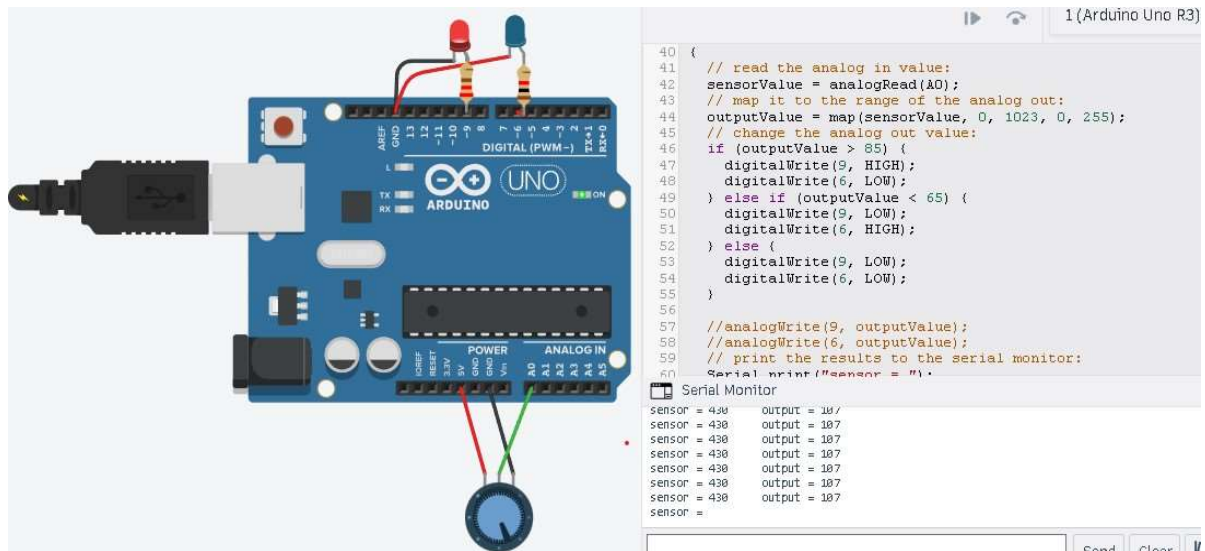 1 (Arduino Uno R3)
AREF
GND
13
12
~11
~10
~9
8
7
~6
~5
4
~3
2
TX→1
RX←0
DIGITAL (PWM~)
L
TX
RX
UNO
ARDUINO
ON
POWER
ANALOG IN
IOREF
RESET
3.3V
5V
GND
GND
Vin
A0
A1
A2
A3
A4
A5
40 {
41 // read the analog in value:
42 sensorValue = analogRead(A0);
43 // map it to the range of the analog out:
44 outputValue = map(sensorValue, 0, 1023, 0, 255);
45 // change the analog out value:
46 if (outputValue > 85) {
47 digitalWrite(9, HIGH);
48 digitalWrite(6, LOW);
49 } else if (outputValue < 65) {
50 digitalWrite(9, LOW);
51 digitalWrite(6, HIGH);
52 } else {
53 digitalWrite(9, LOW);
54 digitalWrite(6, LOW);
55 }
56
57 //analogWrite(9, outputValue);
58 //analogWrite(6, outputValue);
59 // print the results to the serial monitor:
60 Serial.print("sensor = ");
Serial Monitor
sensor = 430 output = 107
sensor = 430 output = 107
sensor = 430 output = 107
sensor = 430 output = 107
sensor = 430 output = 107
sensor = 430 output = 107
sensor = 430 output = 107
sensor =
Send Clear